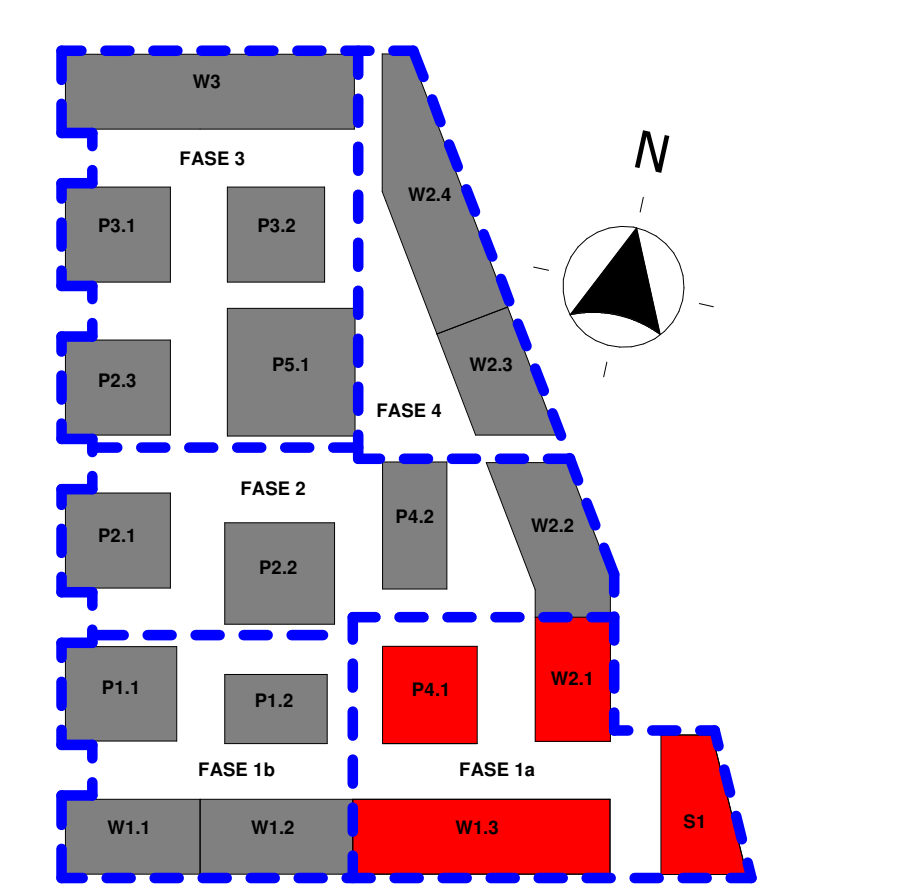 W3
N
FASE 3
W2.4
P3.1
P3.2
P5.1
W2.3
P2.3
FASE 4
FASE 2
P4.2
W2.2
P2.1
P2.2
W2.1
P1.1
P4.1
P1.2
FASE 1b
FASE 1a
S1
W1.1
W1.2
W1.3